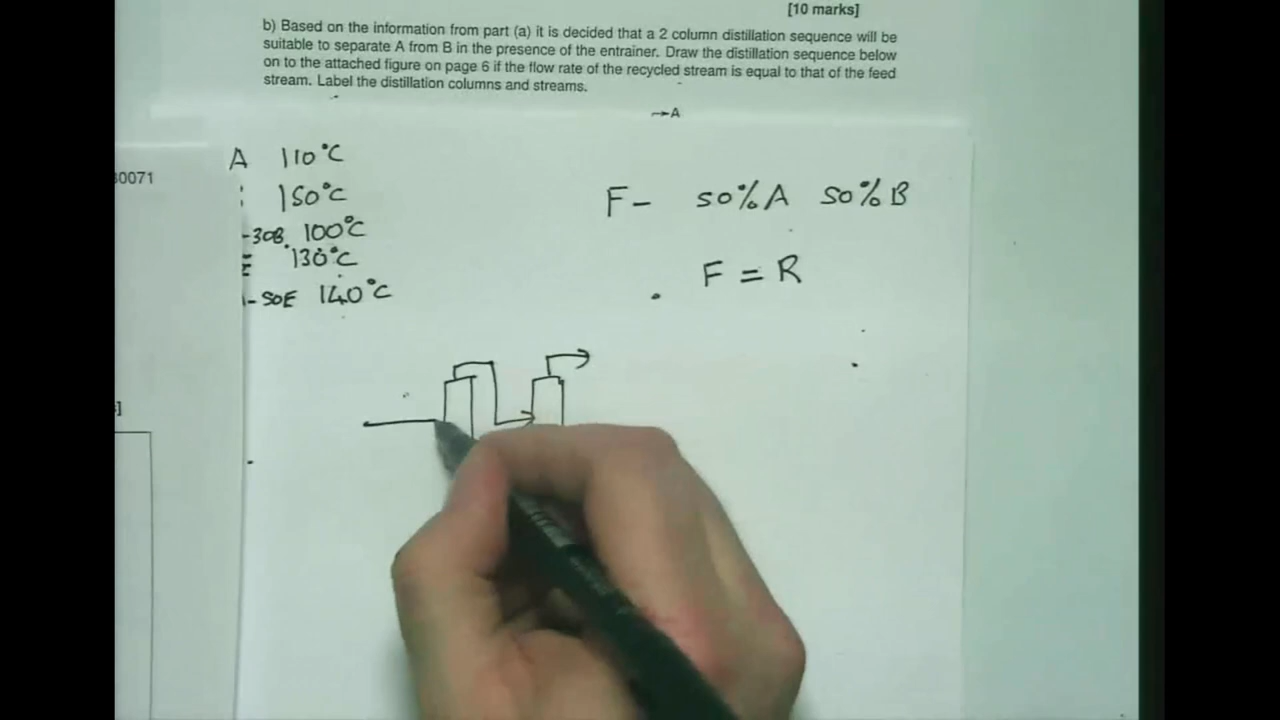 [10 marks]
b) Based on the information from part (a) it is decided that a 2 column distillation sequence will be
suitable to separate A from B in the presence of the entrainer. Draw the distillation sequence below
on to the attached figure on page 6 if the flow rate of the recycled stream is equal to that of the feed
stream. Label the distillation columns and streams.
→A
A 110°C
: 150°C
-30B. 100°C
E 130°C
-50E 140°C
30071
F- 50%A 50%B
F = R
]